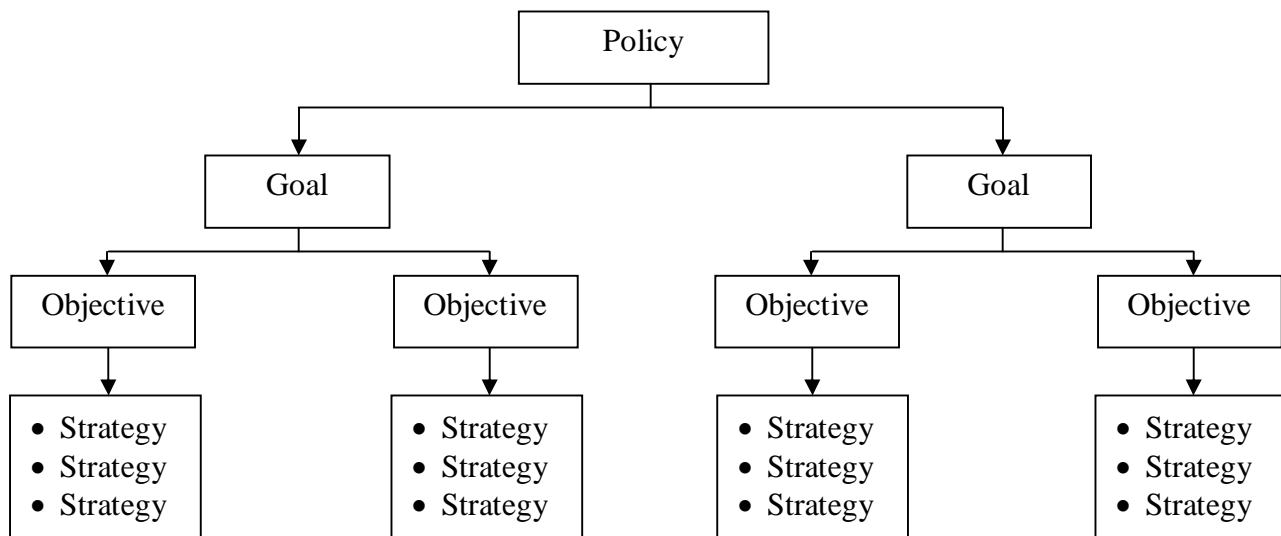 Policy
Goal Goal
Objective Objective Objective Objective
• Strategy • Strategy • Strategy • Strategy
• Strategy • Strategy • Strategy • Strategy
• Strategy • Strategy • Strategy • Strategy